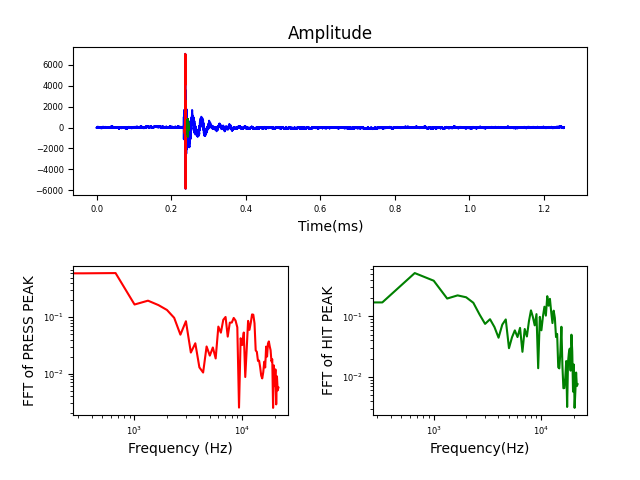 Amplitude
6000
4000
2000
0
−2000
−4000
−6000
0.0 0.2 0.4 0.6 0.8 1.0 1.2
Time(ms)
FFT of PRESS PEAK
10⁻¹
10⁻²
10³ 10⁴
Frequency (Hz)
FFT of HIT PEAK
10⁻¹
10⁻²
10³ 10⁴
Frequency(Hz)